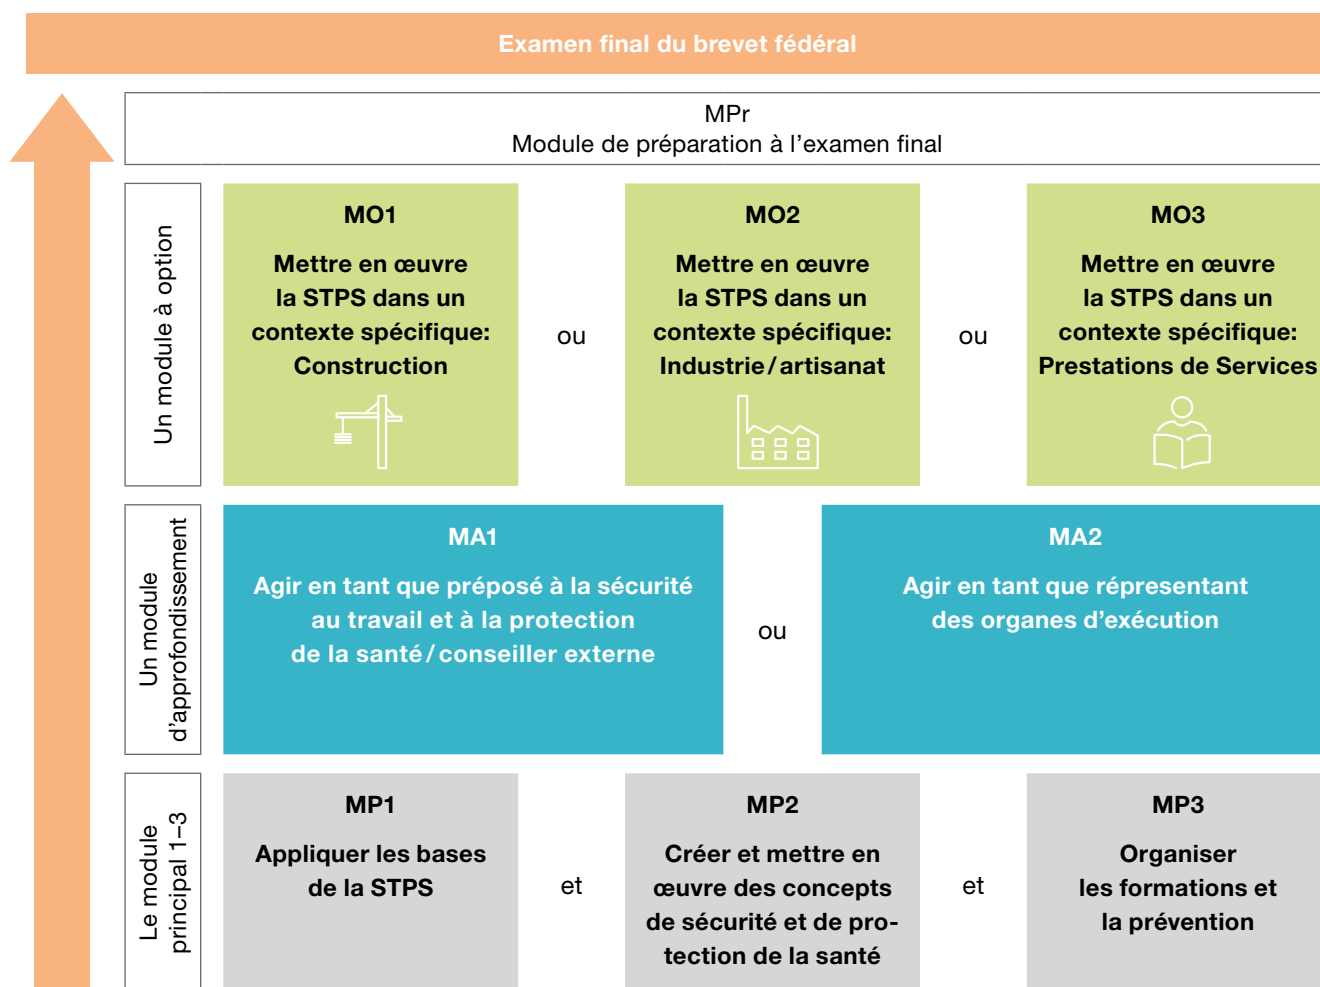 Examen final du brevet fédéral
MPr
Module de préparation à l’examen final
Un module à option
MO1
Mettre en œuvre
la STPS dans un
contexte spécifique:
Construction
ou
MO2
Mettre en œuvre
la STPS dans un
contexte spécifique:
Industrie/artisanat
ou
MO3
Mettre en œuvre
la STPS dans un
contexte spécifique:
Prestations de Services
Un module
d’approfondissement
MA1
Agir en tant que préposé à la sécurité
au travail et à la protection
de la santé/conseiller externe
ou
MA2
Agir en tant que répresentant
des organes d’exécution
Le module
principal 1–3
MP1
Appliquer les bases
de la STPS
et
MP2
Créer et mettre en
œuvre des concepts
de sécurité et de pro-
tection de la santé
et
MP3
Organiser
les formations et
la prévention